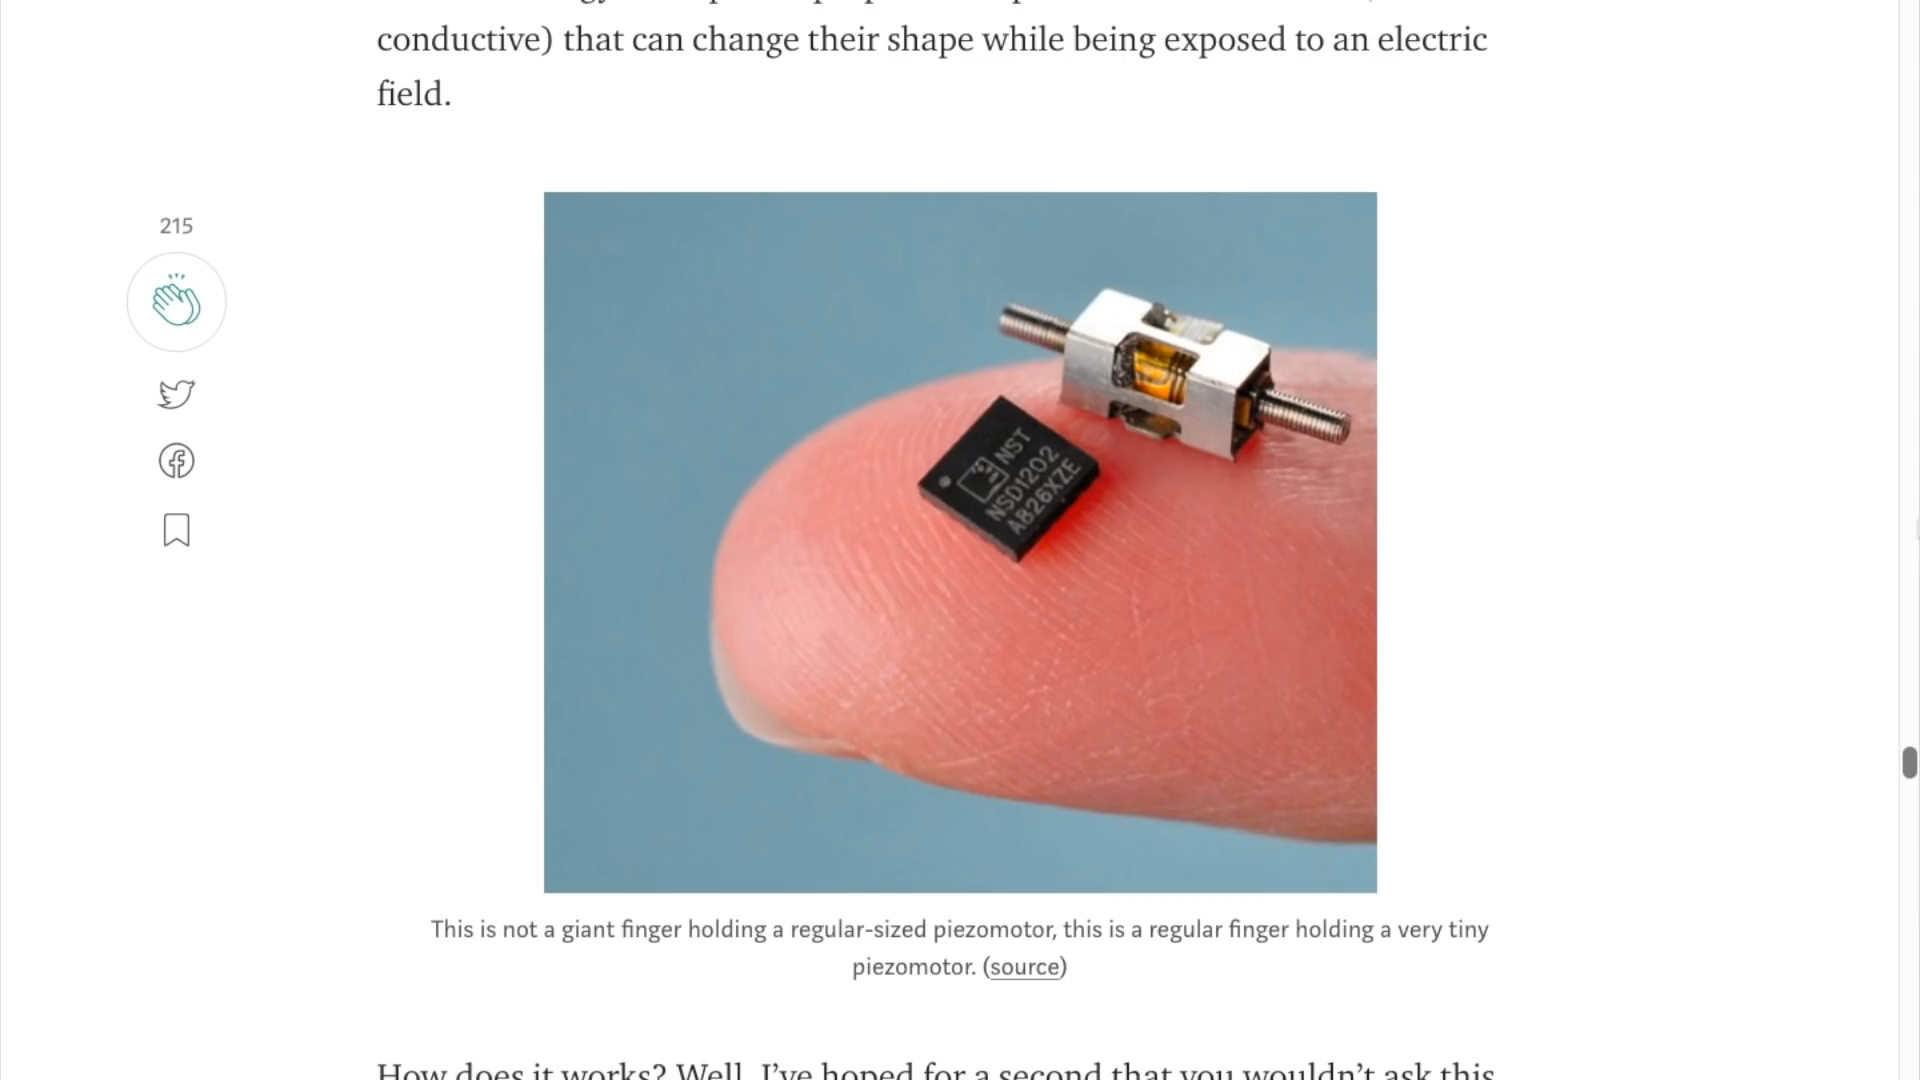 conductive) that can change their shape while being exposed to an electric
field.
215
NST
NSD1202
A826XZE
This is not a giant finger holding a regular-sized piezomotor, this is a regular finger holding a very tiny
piezomotor. (source)
How does it works? Well, I've hoped for a second that you wouldn't ask this